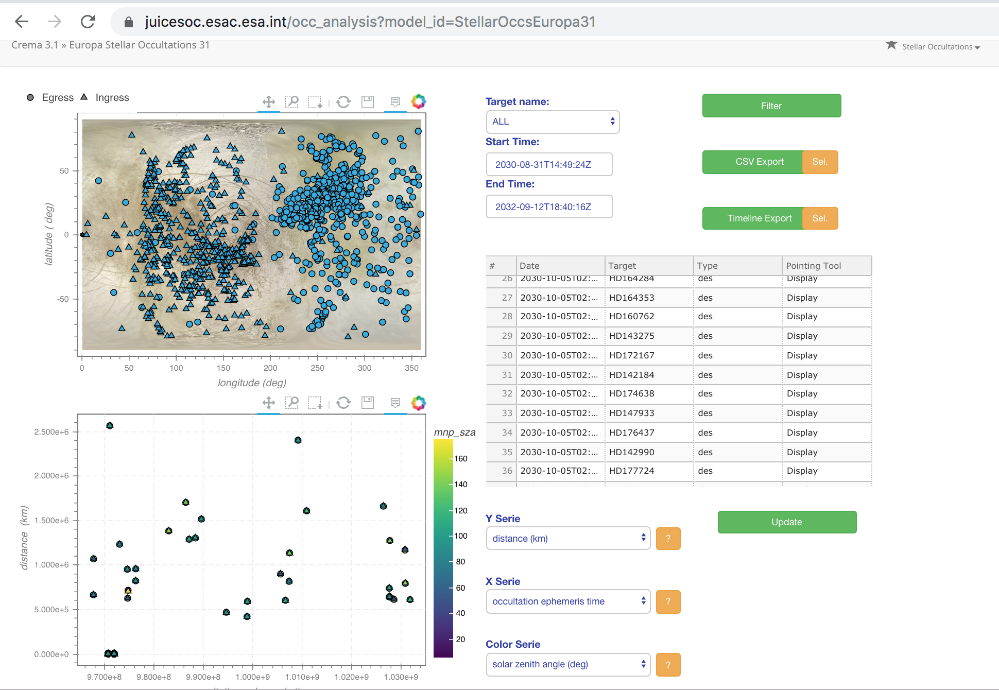 juicesoc.esac.esa.int/occ_analysis?model_id=StellarOccsEuropa31
Crema 3.1 » Europa Stellar Occultations 31
Stellar Occultations
Egress Ingress
50
0
-50
latitude ( deg)
0 50 100 150 200 250 300 350
longitude (deg)
2.500e+6
2.000e+6
1.500e+6
1.000e+6
5.000e+5
0.000e+0
distance (km)
9.700e+8 9.800e+8 9.900e+8 1.000e+9 1.010e+9 1.020e+9 1.030e+9
mnp_sza
160
140
120
100
80
60
40
20
Target name:
ALL
Start Time:
2030-08-31T14:49:24Z
End Time:
2032-09-12T18:40:16Z
Filter
CSV Export Sel.
Timeline Export Sel.
# Date Target Type Pointing Tool
26 2030-10-05T02:... HD164284 des Display
27 2030-10-05T02:... HD164353 des Display
28 2030-10-05T02:... HD160762 des Display
29 2030-10-05T02:... HD143275 des Display
30 2030-10-05T02:... HD172167 des Display
31 2030-10-05T02:... HD142184 des Display
32 2030-10-05T02:... HD174638 des Display
33 2030-10-05T02:... HD147933 des Display
34 2030-10-05T02:... HD176437 des Display
35 2030-10-05T02:... HD142990 des Display
36 2030-10-05T02:... HD177724 des Display
Y Serie
distance (km) ?
Update
X Serie
occultation ephemeris time ?
Color Serie
solar zenith angle (deg) ?